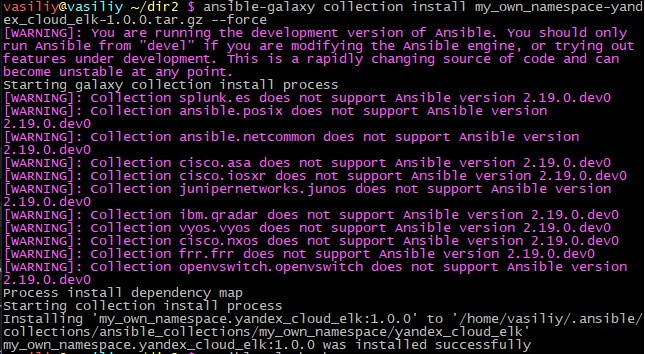 vasiliy@vasiliy ~/dir2 $ ansible-galaxy collection install my_own_namespace-yand
ex_cloud_elk-1.0.0.tar.gz --force
[WARNING]: You are running the development version of Ansible. You should only
run Ansible from "devel" if you are modifying the Ansible engine, or trying out
features under development. This is a rapidly changing source of code and can
become unstable at any point.
Starting galaxy collection install process
[WARNING]: Collection splunk.es does not support Ansible version 2.19.0.dev0
[WARNING]: Collection ansible.posix does not support Ansible version
2.19.0.dev0
[WARNING]: Collection ansible.netcommon does not support Ansible version
2.19.0.dev0
[WARNING]: Collection cisco.asa does not support Ansible version 2.19.0.dev0
[WARNING]: Collection cisco.iosxr does not support Ansible version 2.19.0.dev0
[WARNING]: Collection junipernetworks.junos does not support Ansible version
2.19.0.dev0
[WARNING]: Collection ibm.qradar does not support Ansible version 2.19.0.dev0
[WARNING]: Collection vyos.vyos does not support Ansible version 2.19.0.dev0
[WARNING]: Collection cisco.nxos does not support Ansible version 2.19.0.dev0
[WARNING]: Collection frr.frr does not support Ansible version 2.19.0.dev0
[WARNING]: Collection openvswitch.openvswitch does not support Ansible version
2.19.0.dev0
Process install dependency map
Starting collection install process
Installing 'my_own_namespace.yandex_cloud_elk:1.0.0' to '/home/vasiliy/.ansible/
collections/ansible_collections/my_own_namespace/yandex_cloud_elk'
my_own_namespace.yandex_cloud_elk:1.0.0 was installed successfully